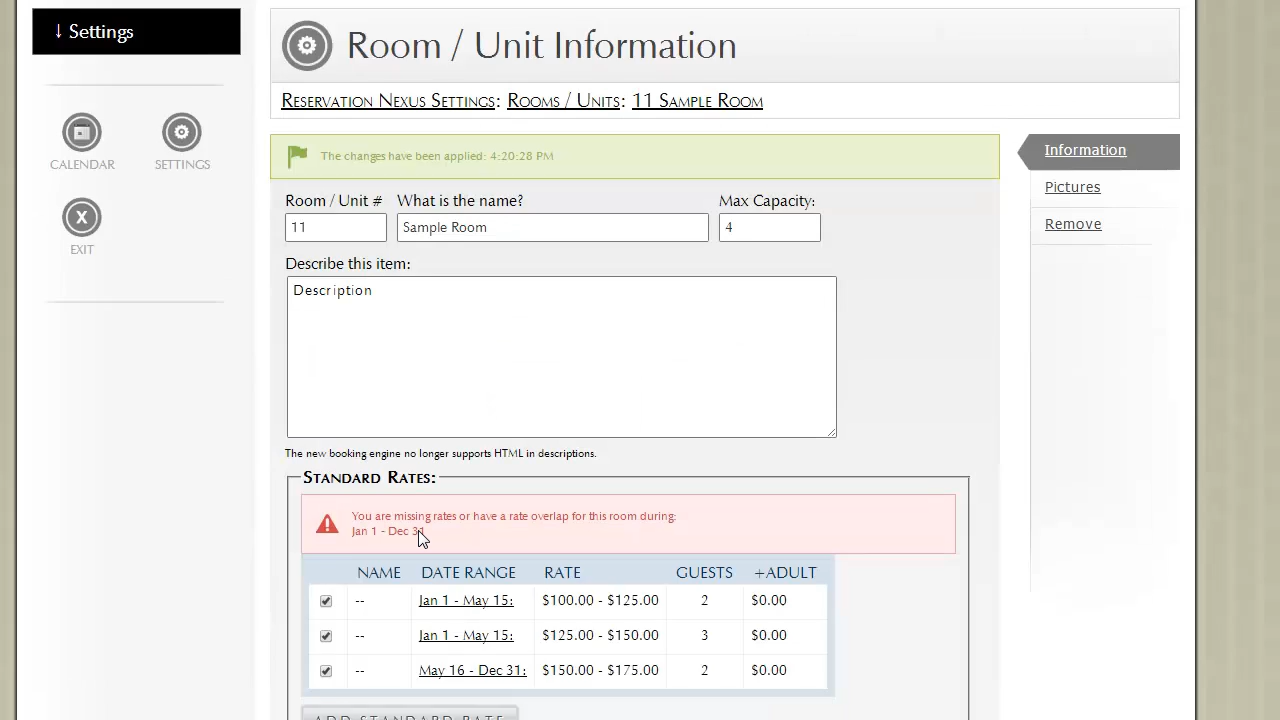 ↓ Settings
Room / Unit Information
Reservation Nexus Settings: Rooms / Units: 11 Sample Room
CALENDAR
SETTINGS
X
EXIT
The changes have been applied: 4:20:28 PM
Information
Pictures
Remove
Room / Unit # What is the name? Max Capacity:
11 Sample Room 4
Describe this item:
Description
The new booking engine no longer supports HTML in descriptions.
Standard Rates:
You are missing rates or have a rate overlap for this room during:
Jan 1 - Dec 31
NAME DATE RANGE RATE GUESTS +ADULT
-- Jan 1 - May 15: $100.00 - $125.00 2 $0.00
-- Jan 1 - May 15: $125.00 - $150.00 3 $0.00
-- May 16 - Dec 31: $150.00 - $175.00 2 $0.00
ADD STANDARD RATE